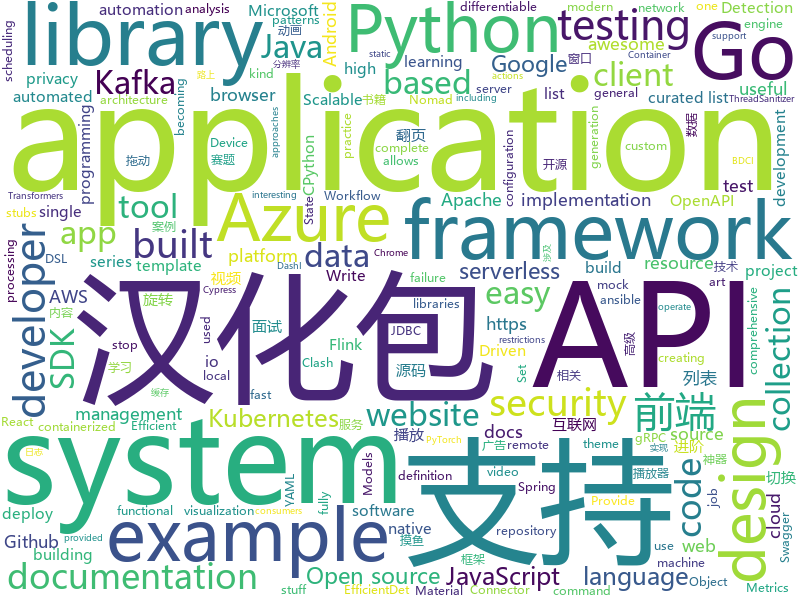 scheduling
automation
analysis
Microsoft
patterns
动画
分辨率
library
Python
Android
differentiable
network
路上
static
engine
modern
testing
Go
Java
awesome
Detection
Kafka
based
learning
Google
窗口
书籍
Container
support
privacy
automated
high
client
kind
browser
Scalable
Nomad
list
Device
general
useful
actions
becoming
architecture
programming
CPython
practice
Apache
configuration
curated list
ThreadSanitizer
application
拖动
赛题
翻页
complete
allows
server
including
generation
custom
开源
数据
development
BDCI
Transformers
approaches
interesting
State
Workflow
implementation
test
OpenAPI
stubs
案例
single
tool
Azure
framework
developer
app
built
data
series
template
platform
Write
serverless
build
resource
project
failure
mock
ansible
Chrome
processing
DSL
AWS
视频
Cypress
Dash
libraries
easy
技术
art
涉及
内容
旋转
面试
JDBC
https
stop
io
Driven
creating
comprehensive
used
local
Flink
源码
汉化包
API
SDK
学习
缓存
management
Clash
fast
Set
高级
相关
operate
restrictions
React
containerized
Efficient
Kubernetes
服务
website
security
前端
列表
collection
互联网
docs
广告
remote
gRPC
source
实现
进阶
神器
system
播放
PyTorch
theme
播放器
design
切换
日志
YAML
Models
definition
video
Spring
Provide
code
cloud
job
Swagger
deploy
functional
visualization
consumers
支持
Github
building
fully
example
software
native
摸鱼
repository
web
use
machine
documentation
stuff
Open source
EfficientDet
provided
JavaScript
Material
框架
Connector
language
command
Object
Metrics
one